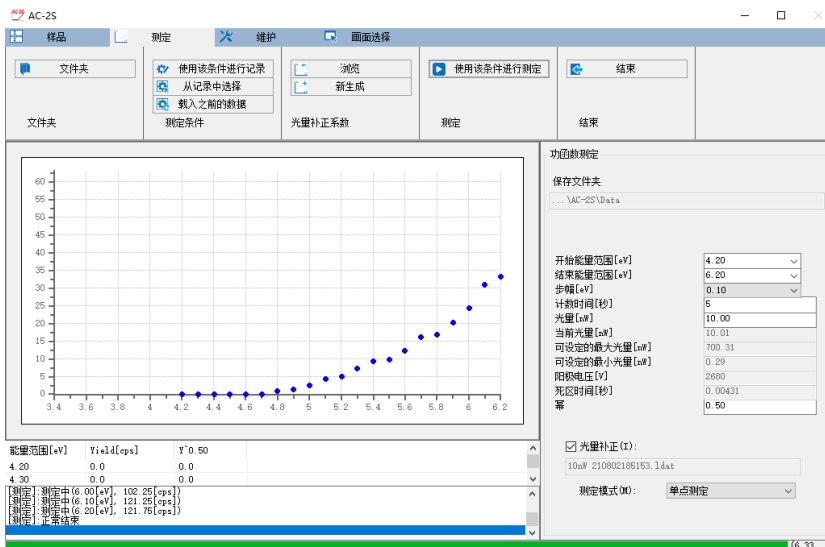 AC-2S
样品 测定 维护 画面选择
文件夹 使用该条件进行记录 浏览 使用该条件进行测定 结束
从记录中选择 新生成
载入之前的数据
文件夹 测定条件 光量补正系数 测定 结束
60
55
50
45
40
35
30
25
20
15
10
5
0
3.4 3.6 3.8 4 4.2 4.4 4.6 4.8 5 5.2 5.4 5.6 5.8 6 6.2
能量范围[eV] Yield[cps] Y^0.50
4.20 0.0 0.0
4.30 0.0 0.0
[测定]:测定中(6.00[eV], 102.25[cps])
[测定]:测定中(6.10[eV], 121.25[cps])
[测定]:测定中(6.20[eV], 121.75[cps])
[测定]:正常结束
功函数测定
保存文件夹
...\AC-2S\Data
开始能量范围[eV] 4.20
结束能量范围[eV] 6.20
步幅[eV] 0.10
计数时间[秒] 5
光量[nW] 10.00
当前光量[nW] 10.01
可设定的最大光量[nW] 700.31
可设定的最小光量[nW] 0.29
阳极电压[V] 2680
死区时间[秒] 0.00431
幂 0.50
光量补正(I):
10nW 210802185153.ldat
测定模式(M): 单点测定
(6.33